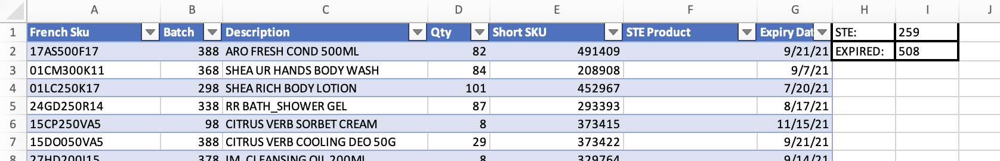 A B C D E F G H I J
1 French Sku Batch Description Qty Short SKU STE Product Expiry Dat STE: 259
2 17AS500F17 388 ARO FRESH COND 500ML 82 491409 9/21/21 EXPIRED: 508
3 01CM300K11 368 SHEA UR HANDS BODY WASH 84 208908 9/7/21
4 01LC250K17 298 SHEA RICH BODY LOTION 101 452967 7/20/21
5 24GD250R14 338 RR BATH_SHOWER GEL 87 293393 8/17/21
6 15CP250VA5 98 CITRUS VERB SORBET CREAM 8 373415 11/15/21
7 15DO050VA5 388 CITRUS VERB COOLING DEO 50G 29 373422 9/21/21
8 27HD200I15 378 IM. CLEANSING OIL 200ML 8 329764 9/14/21